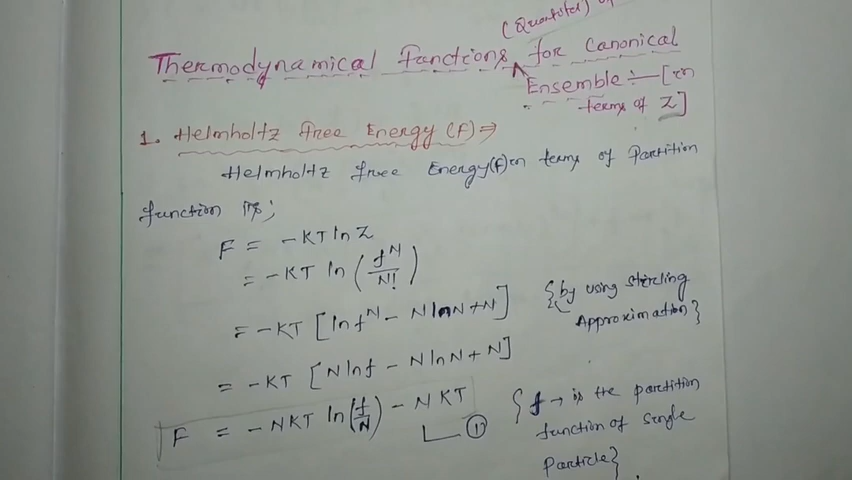 (Quantities)
Thermodynamical Functions for Canonical
Ensemble :- [in
terms of Z]
1. Helmholtz free Energy (F) ⇒
Helmholtz free Energy(F) in terms of Partition
function is;
F = -KT ln Z
= -KT ln (f^N/N!)
= -KT [ln f^N - N ln N + N] {by using Stirling
Approximation}
= -KT [N ln f - N ln N + N]
F = -NKT ln(f/N) - NKT
① {f → is the partition
function of single
Particle}